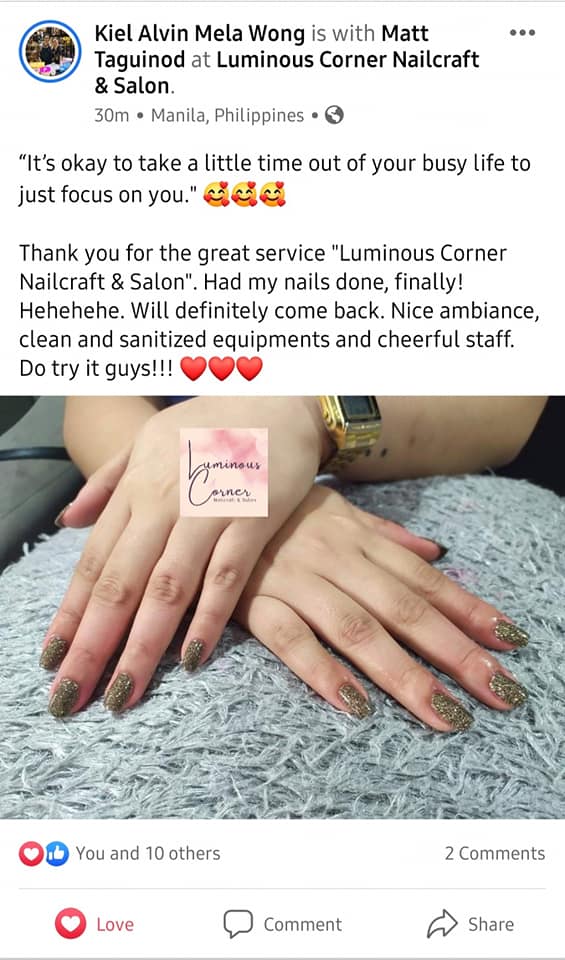 Kiel Alvin Mela Wong is with Matt
Taguinod at Luminous Corner Nailcraft
& Salon.
30m • Manila, Philippines •
“It’s okay to take a little time out of your busy life to
just focus on you." 🥰🥰🥰
Thank you for the great service "Luminous Corner
Nailcraft & Salon". Had my nails done, finally!
Hehehehe. Will definitely come back. Nice ambiance,
clean and sanitized equipments and cheerful staff.
Do try it guys!!! ❤️❤️❤️
Luminous
Corner
Nailcraft & Salon
You and 10 others
2 Comments
Love
Comment
Share